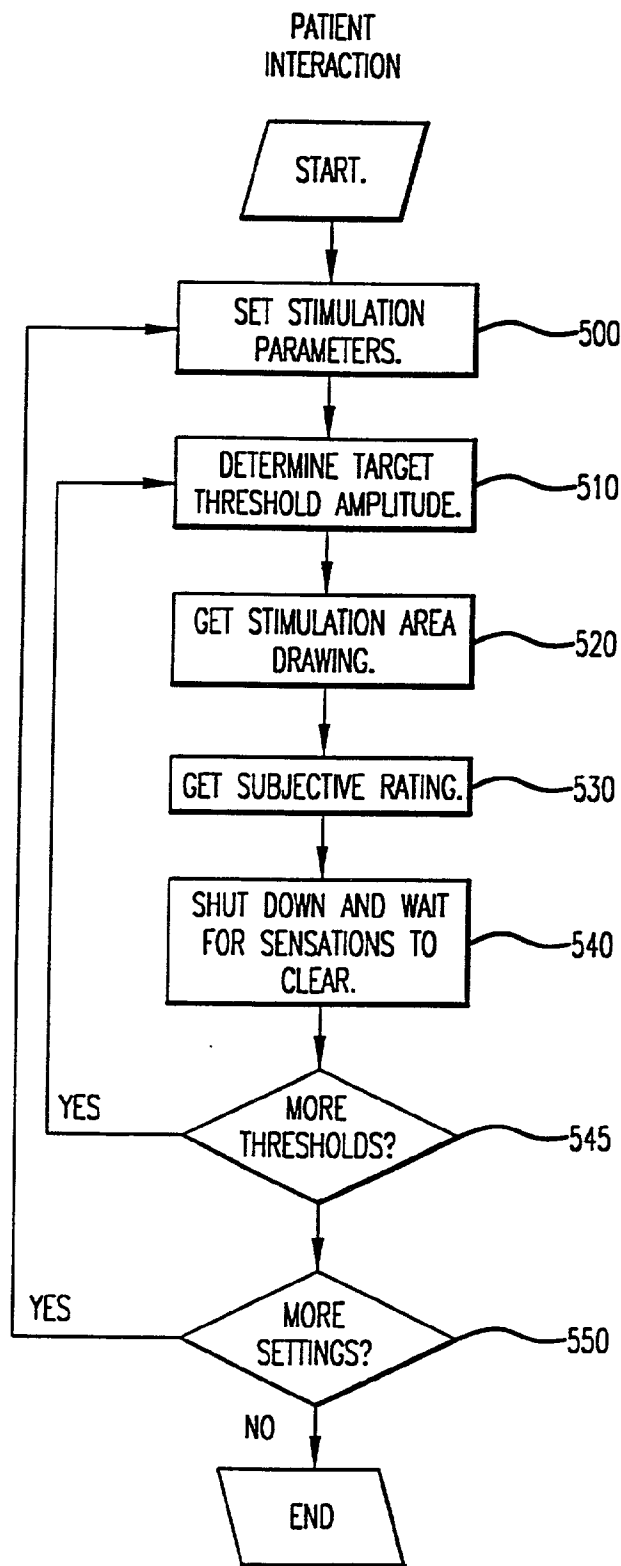 PATIENT
INTERACTION
START.
SET STIMULATION
PARAMETERS.
500
DETERMINE TARGET
THRESHOLD AMPLITUDE.
510
GET STIMULATION AREA
DRAWING.
520
GET SUBJECTIVE RATING.
530
SHUT DOWN AND WAIT
FOR SENSATIONS TO
CLEAR.
540
YES
MORE
THRESHOLDS?
545
YES
MORE
SETTINGS?
550
NO
END